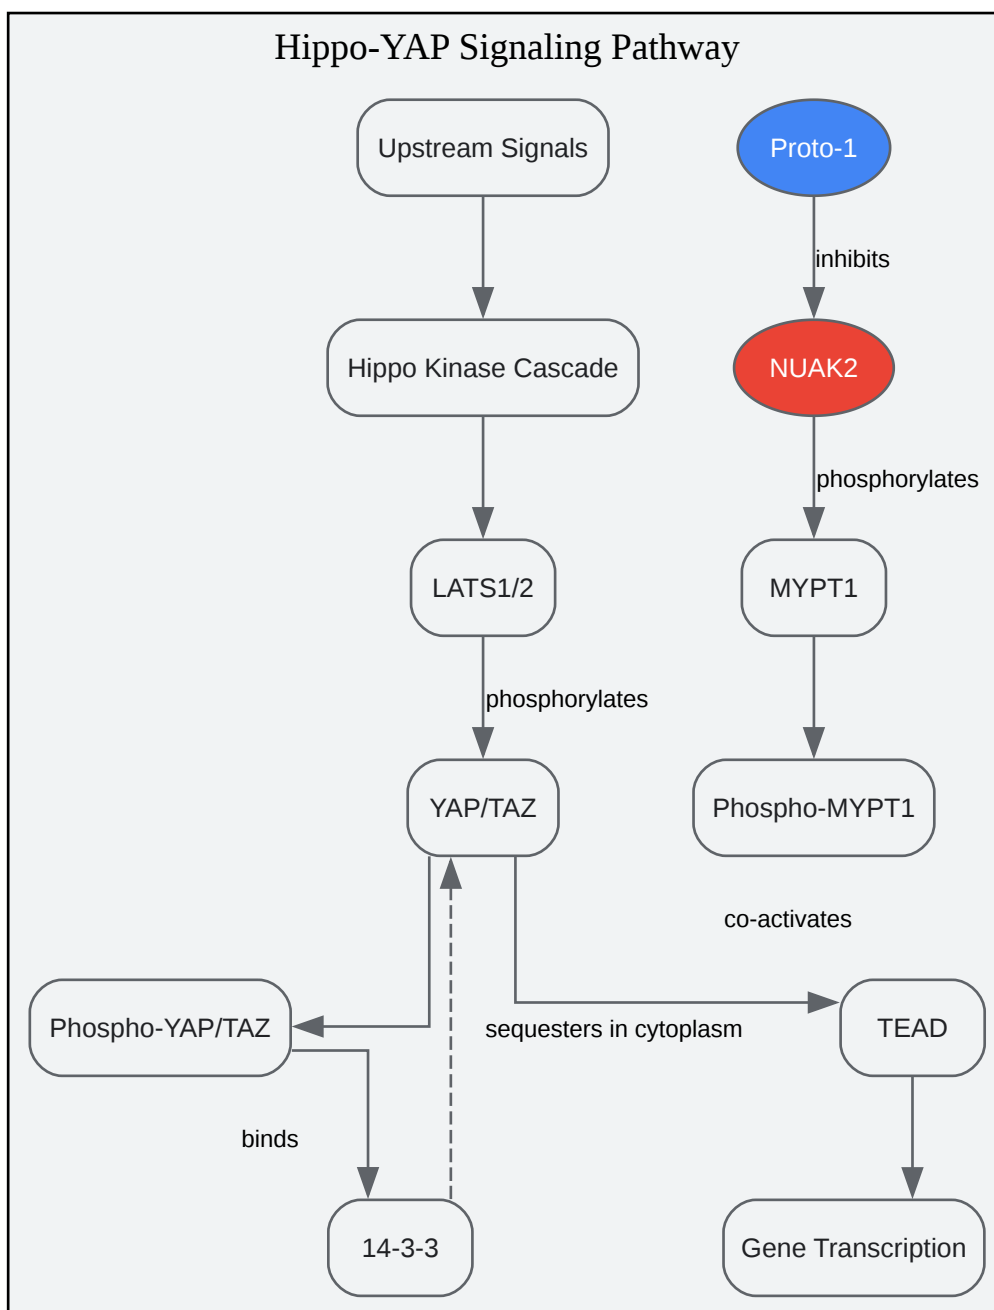 Hippo-YAP Signaling Pathway
Upstream Signals
Proto-1
inhibits
Hippo Kinase Cascade
NUAK2
phosphorylates
LATS1/2
MYPT1
phosphorylates
YAP/TAZ
Phospho-MYPT1
co-activates
Phospho-YAP/TAZ
sequesters in cytoplasm
TEAD
binds
14-3-3
Gene Transcription